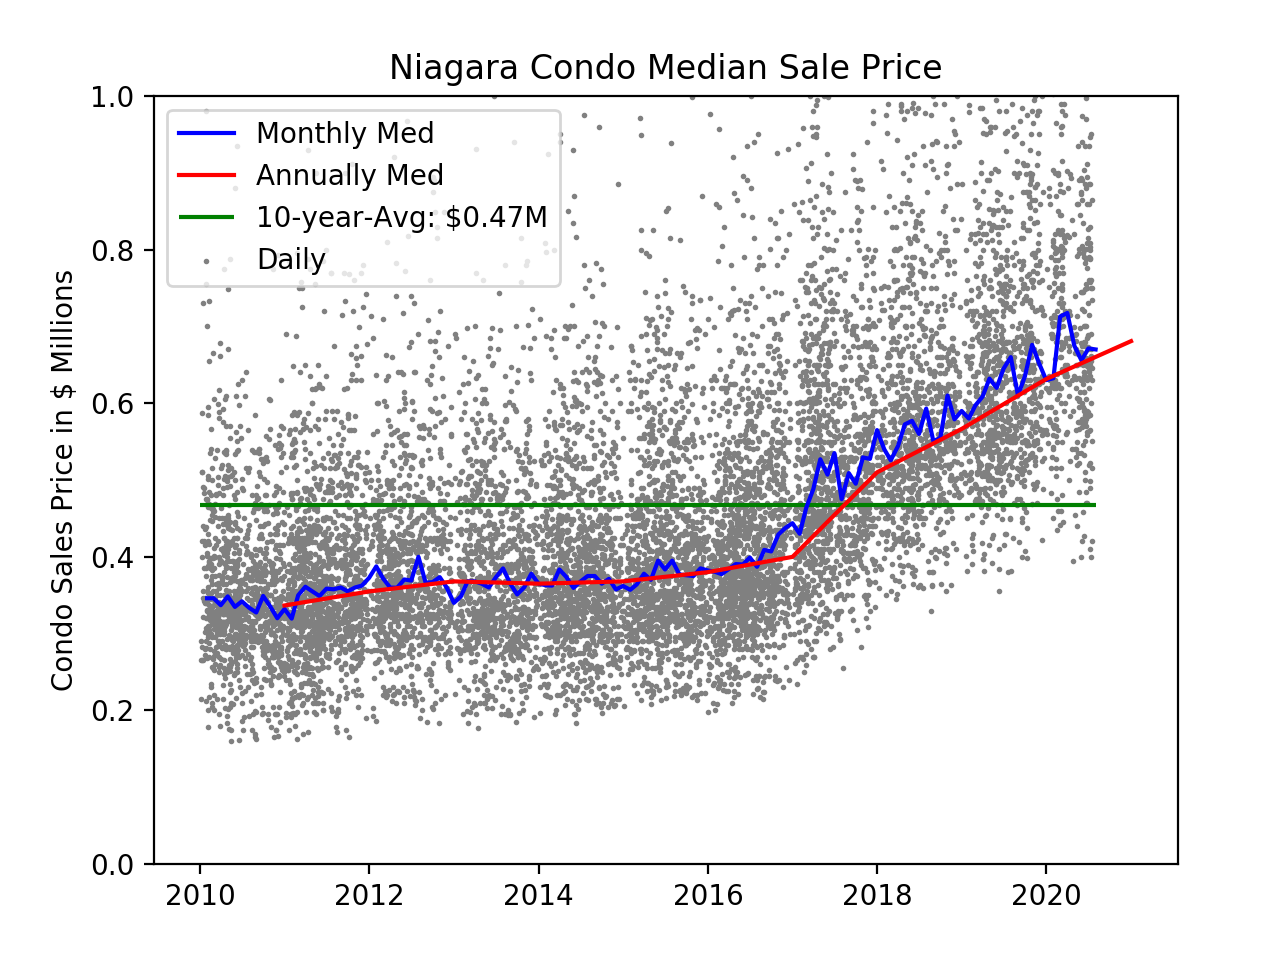 Niagara Condo Median Sale Price
Monthly Med
Annually Med
10-year-Avg: $0.47M
Daily
Condo Sales Price in $ Millions
1.0
0.8
0.6
0.4
0.2
0.0
2010 2012 2014 2016 2018 2020